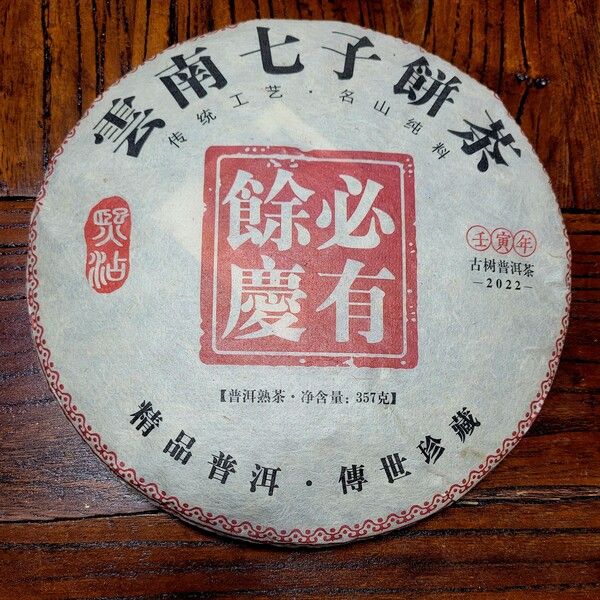 雲南七子餅茶
传统工艺·名山纯料
必有
餘慶
壬寅年
古树普洱茶
—2022—
【普洱熟茶·净含量：357克】
精品普洱·傳世珍藏